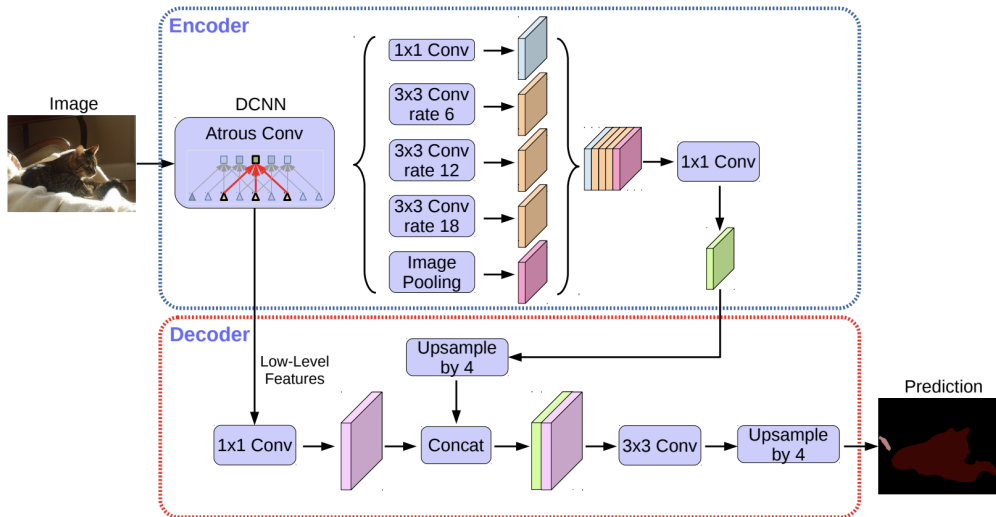 Encoder
Image
DCNN
Atrous Conv
1x1 Conv
3x3 Conv
rate 6
3x3 Conv
rate 12
3x3 Conv
rate 18
Image
Pooling
1x1 Conv
Decoder
Low-Level
Features
Upsample
by 4
1x1 Conv
Concat
3x3 Conv
Upsample
by 4
Prediction